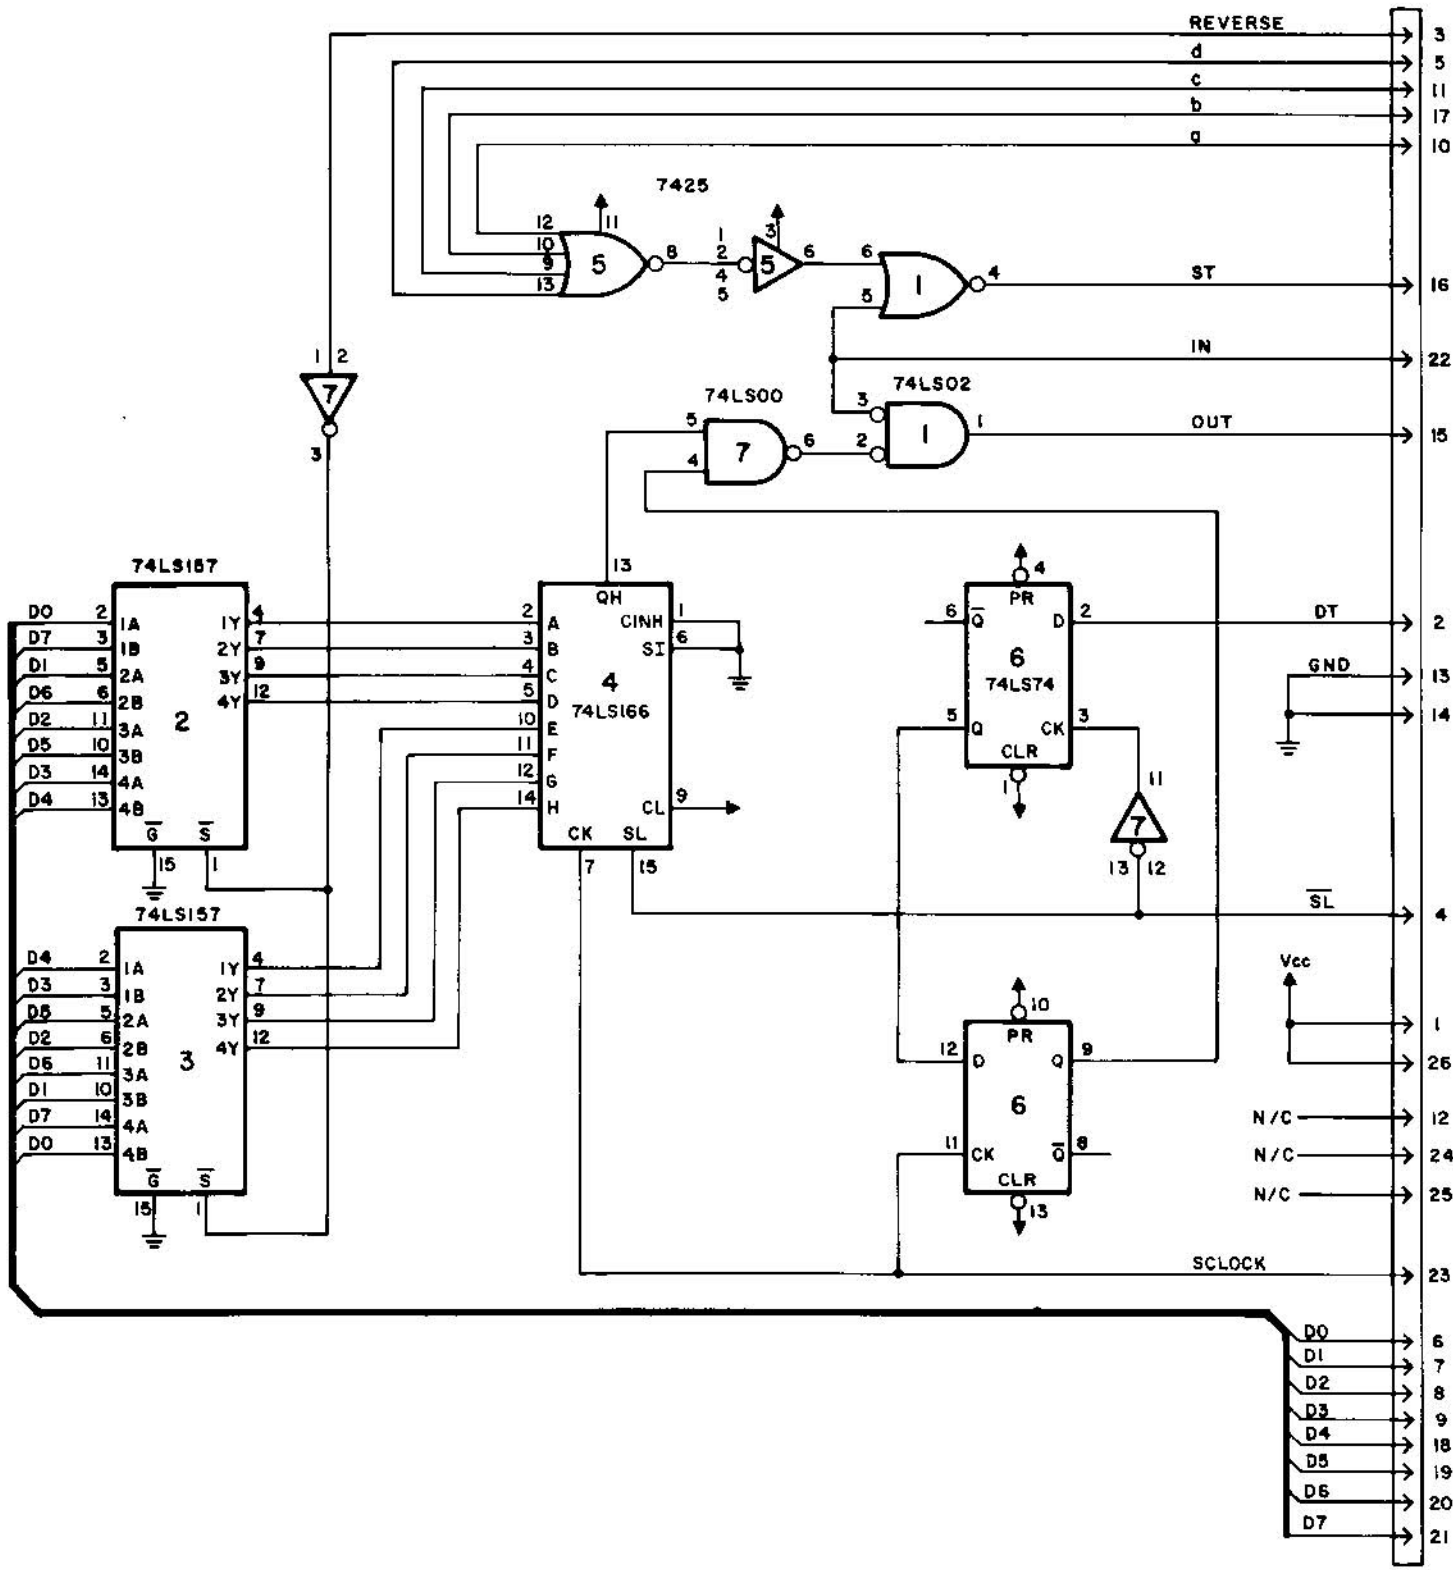 REVERSE 3
d 5
c 11
b 17
a 10
7425
12 11
10
9 5 8
13
1
2
4
5
3
5 6
6
5
1 4
ST 16
IN 22
1 2
7
3
74LS00
5
4
7 6
74LS02
3
2
1 1
OUT 15
74LS157
D0 2 1A 1Y 4
D7 3 1B 2Y 7
D1 5 2A 3Y 9
D6 6 2B 4Y 12
D2 11 3A
2
D5 10 3B
D3 14 4A
D4 13 4B
G S
15 1
13
QH
2 A CINH 1
3 B SI 6
4 C
5 D
4
74LS166
10 E
11 F
12 G
14 H CL 9
CK SL
7 15
4
PR
6 Q D 2
6
74LS74
5 Q CK 3
CLR
1
DT 2
GND 13
14
11
7
13 12
SL 4
74LS157
D4 2 1A 1Y 4
D3 3 1B 2Y 7
D5 5 2A 3Y 9
D2 6 2B 4Y 12
D6 11 3A
3
D1 10 3B
D7 14 4A
D0 13 4B
G S
15 1
10
PR
12 D Q 9
6
11 CK Q 8
CLR
13
Vcc
1
26
N/C 12
N/C 24
N/C 25
SCLOCK 23
D0 6
D1 7
D2 8
D3 9
D4 18
D5 19
D6 20
D7 21